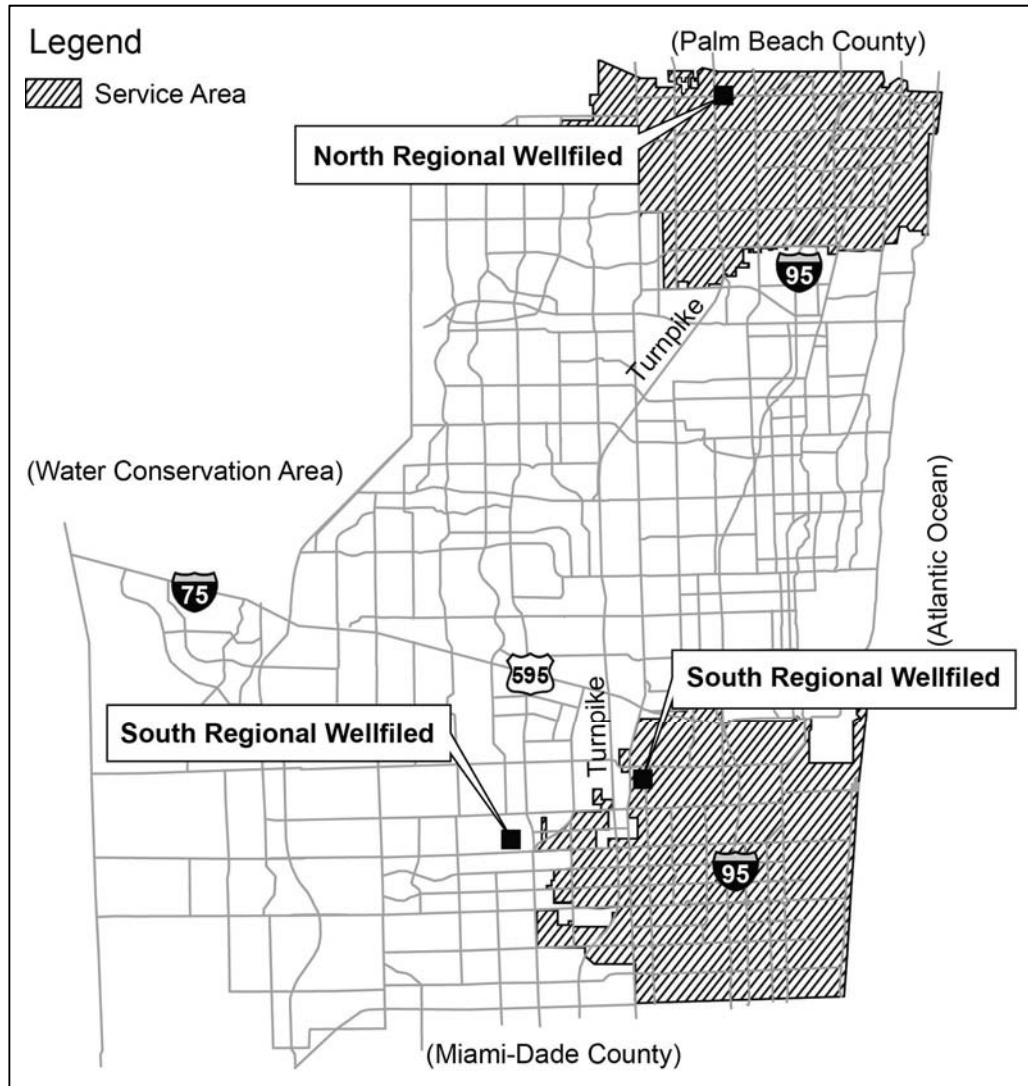 Legend
Service Area
(Palm Beach County)
North Regional Wellfiled
95
Turnpike
(Water Conservation Area)
(Atlantic Ocean)
75
595
South Regional Wellfiled
South Regional Wellfiled
Turnpike
95
(Miami-Dade County)